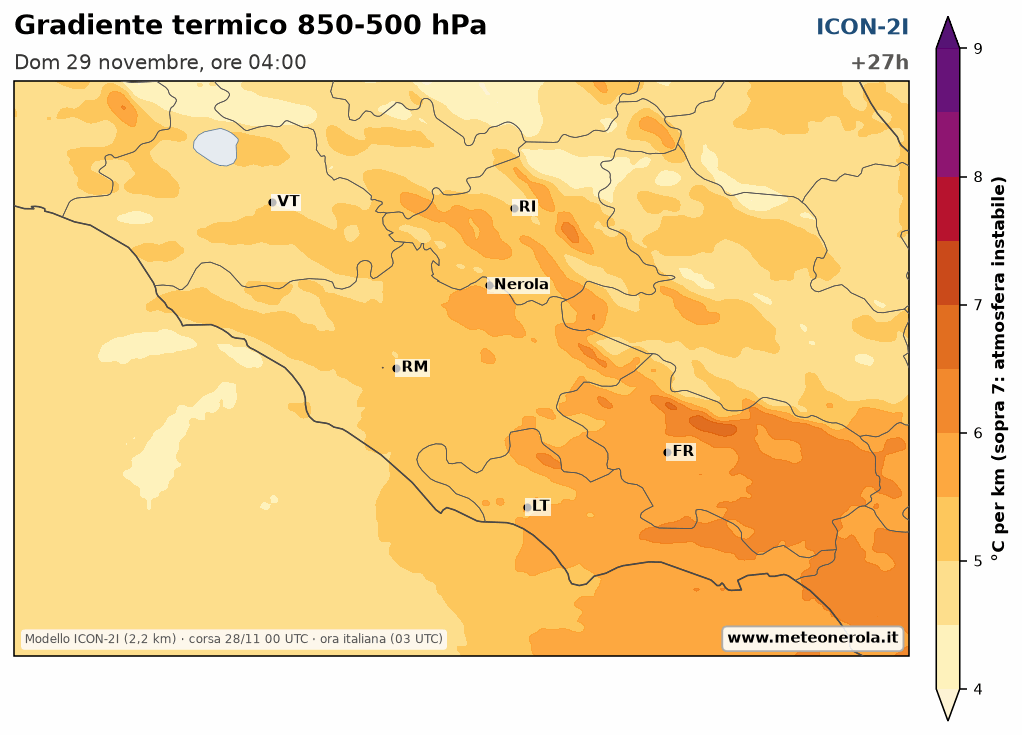 Gradiente termico 850-500 hPa
ICON-2I
Dom 29 novembre, ore 04:00
+27h
VT
RI
Nerola
RM
FR
LT
Modello ICON-2I (2,2 km) · corsa 28/11 00 UTC · ora italiana (03 UTC)
www.meteonerola.it
9
8
7
6
5
4
°C per km (sopra 7: atmosfera instabile)